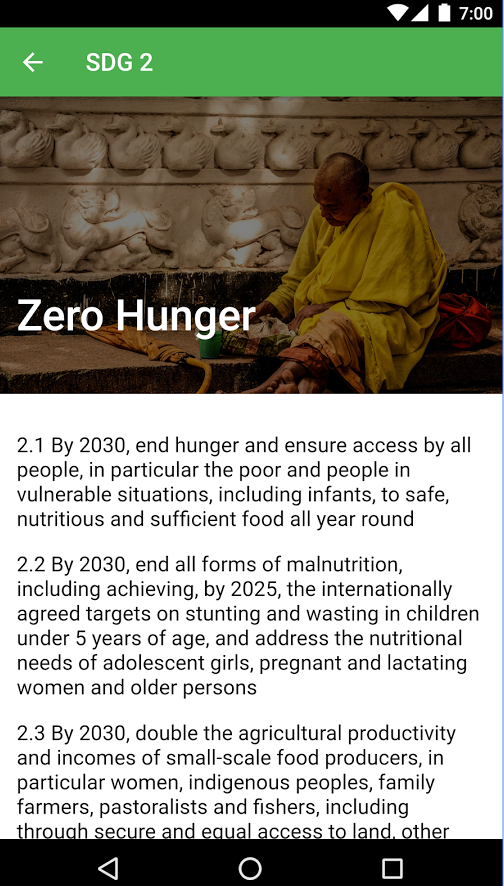 7:00
SDG 2
Zero Hunger
2.1 By 2030, end hunger and ensure access by all
people, in particular the poor and people in
vulnerable situations, including infants, to safe,
nutritious and sufficient food all year round
2.2 By 2030, end all forms of malnutrition,
including achieving, by 2025, the internationally
agreed targets on stunting and wasting in children
under 5 years of age, and address the nutritional
needs of adolescent girls, pregnant and lactating
women and older persons
2.3 By 2030, double the agricultural productivity
and incomes of small-scale food producers, in
particular women, indigenous peoples, family
farmers, pastoralists and fishers, including
through secure and equal access to land, other